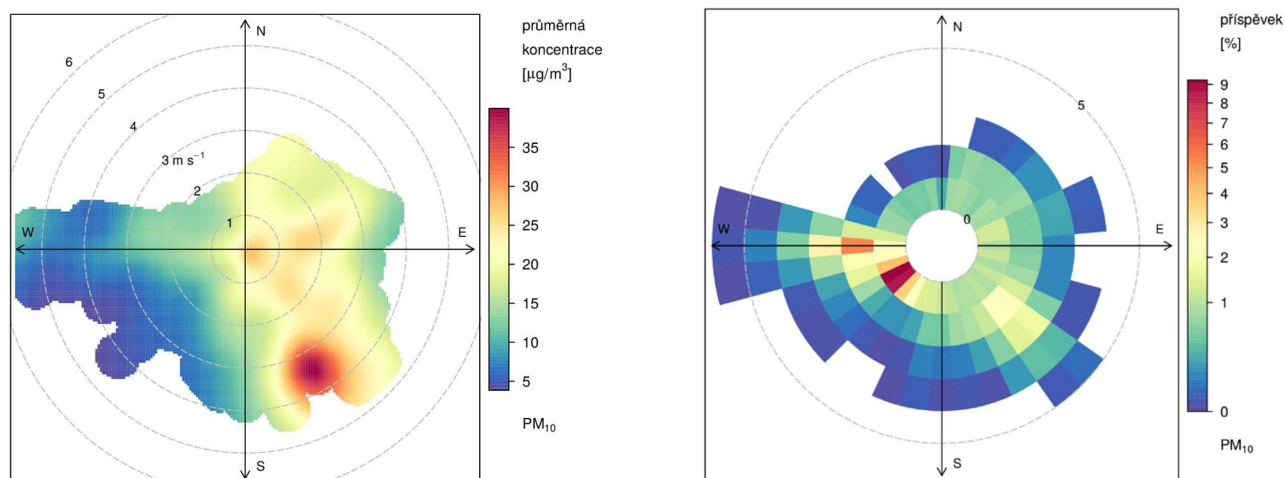 N
průměrná
koncentrace
[µg/m³]
6
5
4
3 m s⁻¹
2
1
W
E
S
35
30
25
20
15
10
5
PM₁₀
N
příspěvek
[%]
5
0
W
E
S
9
8
7
6
5
4
3
2
1
0
PM₁₀